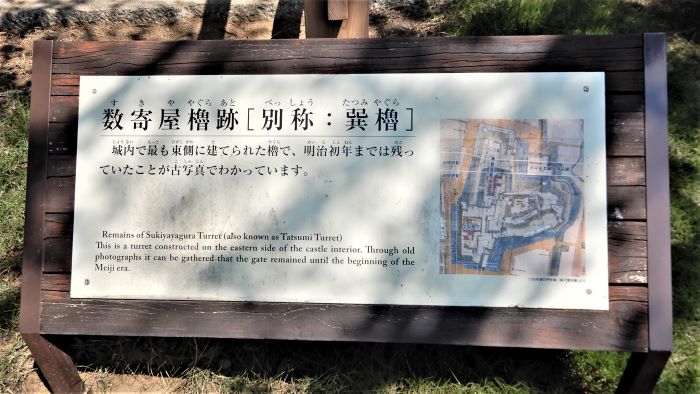 数寄屋櫓跡[別称：巽櫓]
城内で最も東側に建てられた櫓で、明治初年までは残っ
ていたことが古写真でわかっています。
Remains of Sukiyayagura Turret (also known as Tatsumi Turret)
This is a turret constructed on the eastern side of the castle interior. Through old
photographs it can be gathered that the gate remained until the beginning of the
Meiji era.